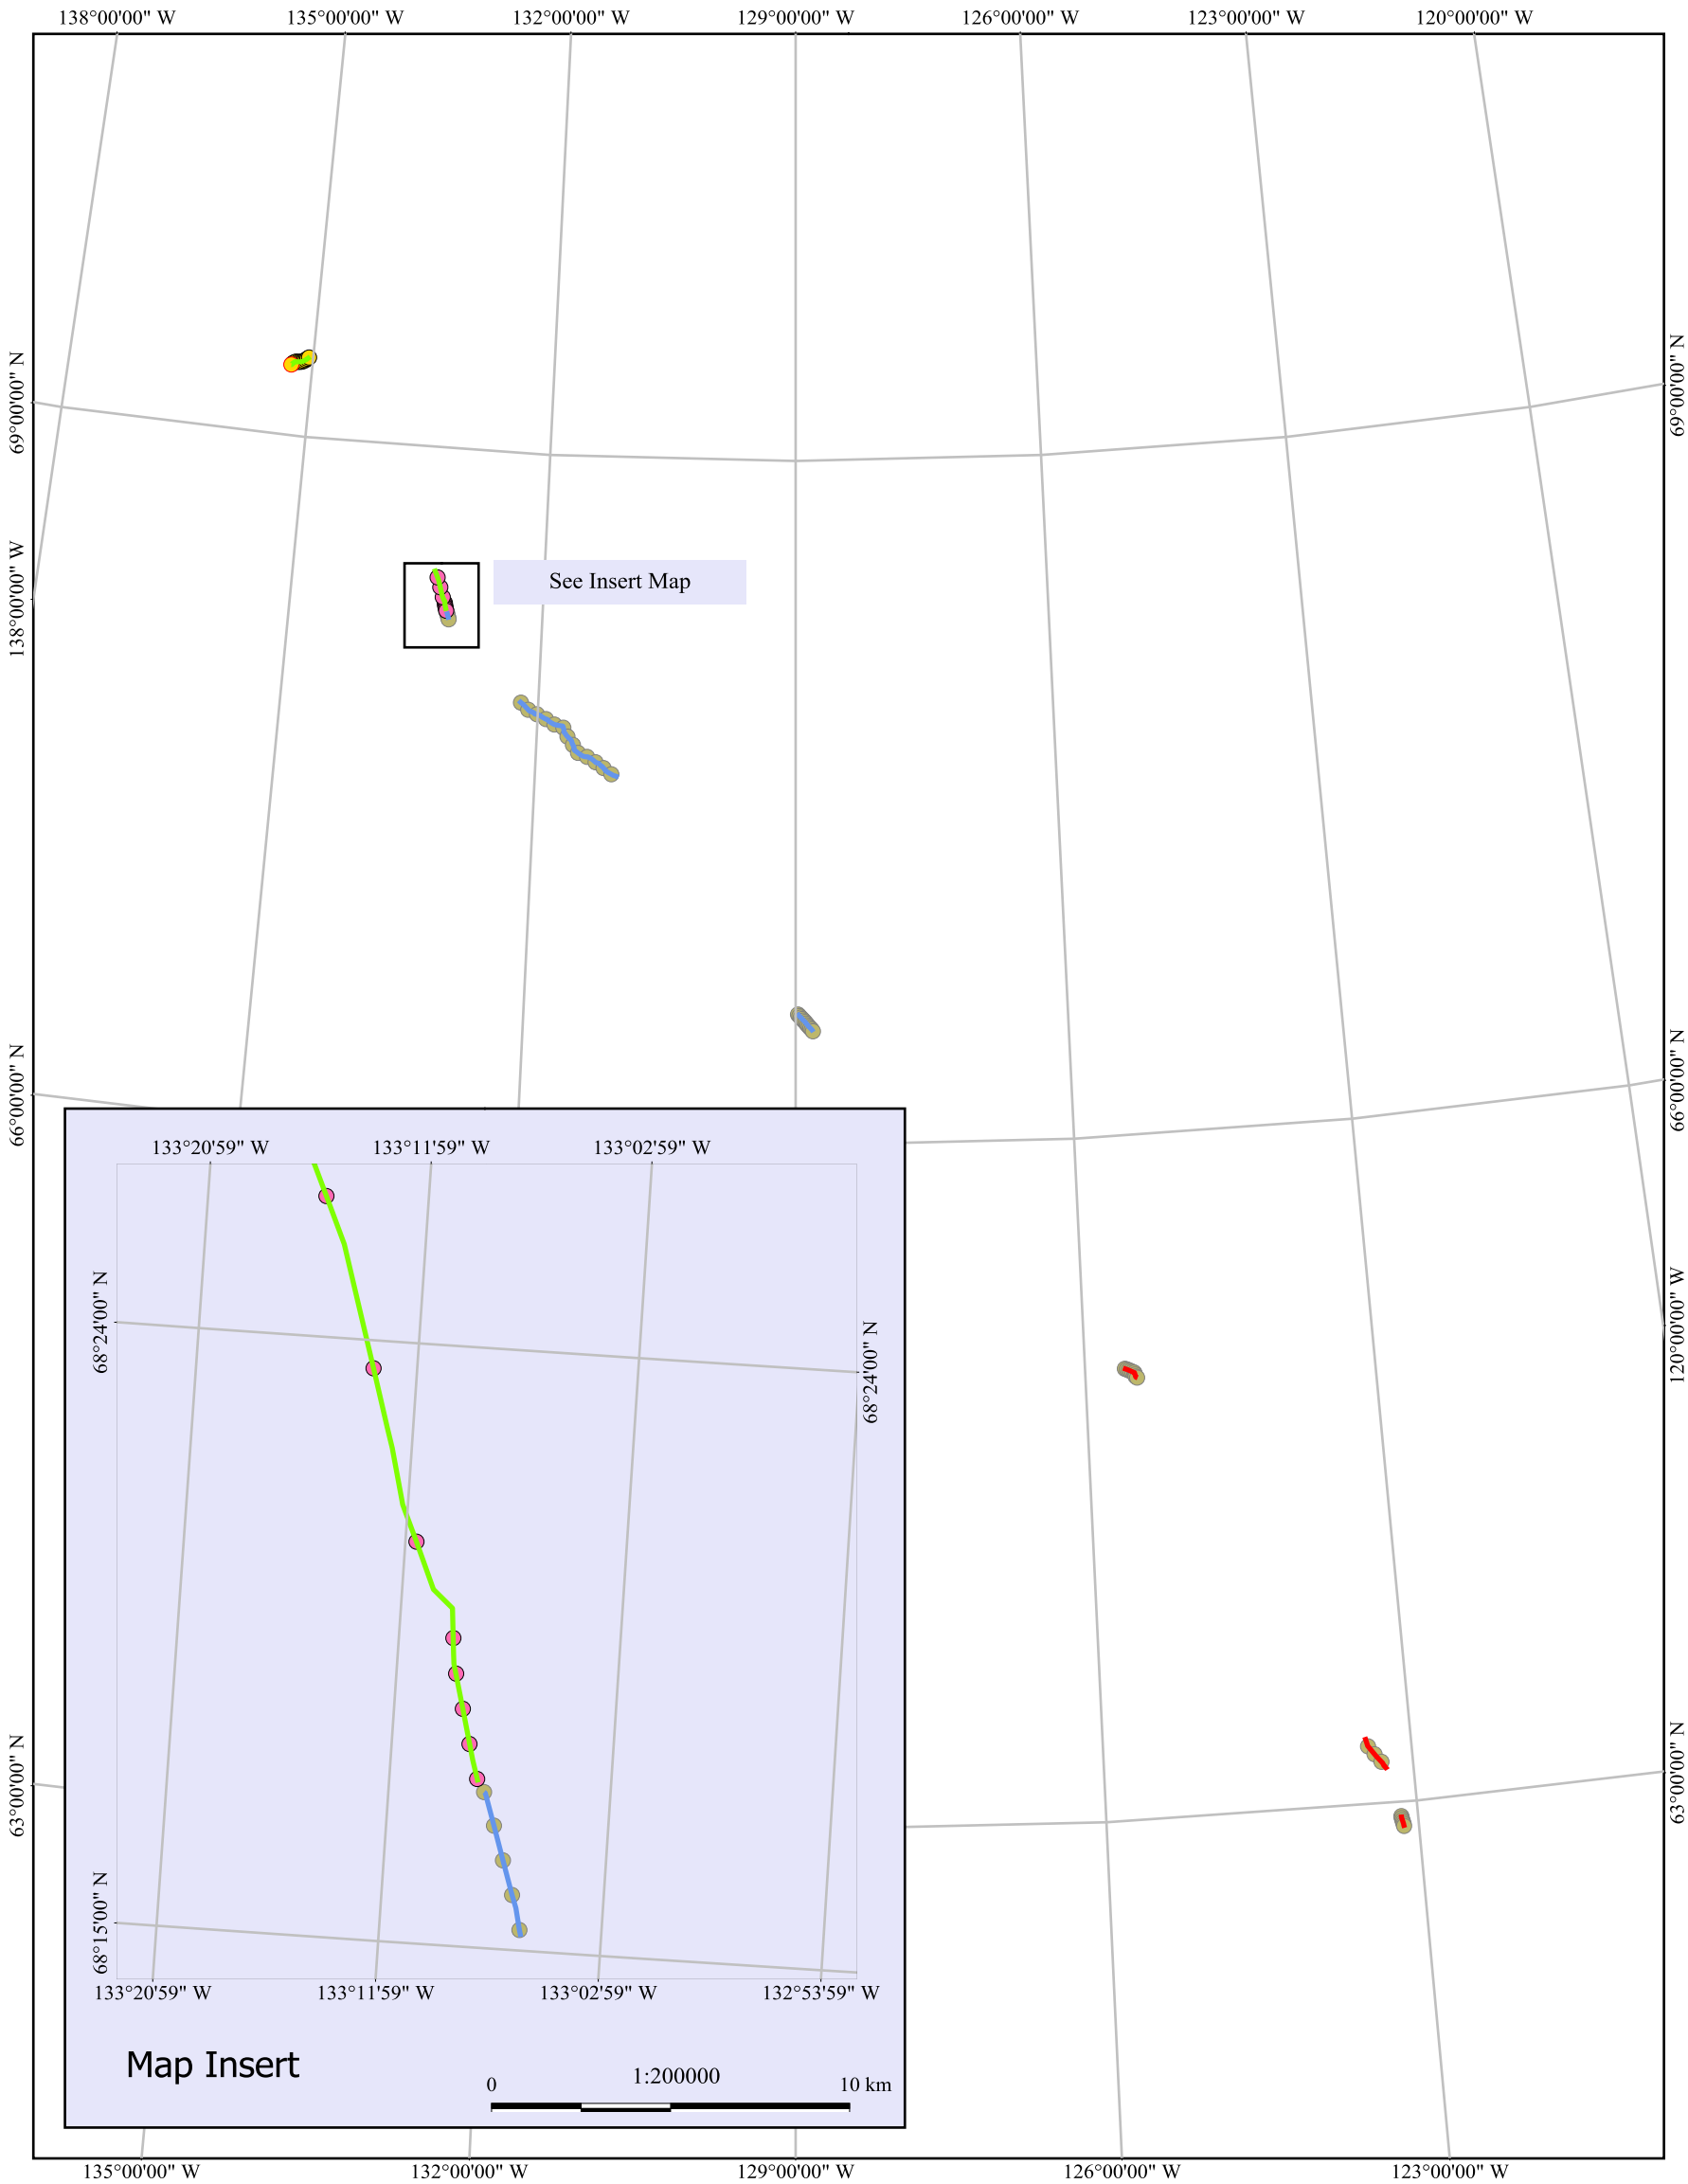 138°00'00" W
135°00'00" W
132°00'00" W
129°00'00" W
126°00'00" W
123°00'00" W
120°00'00" W
69°00'00" N
69°00'00" N
138°00'00" W
See Insert Map
66°00'00" N
66°00'00" N
133°20'59" W
133°11'59" W
133°02'59" W
68°24'00" N
68°24'00" N
120°00'00" W
63°00'00" N
63°00'00" N
68°15'00" N
133°20'59" W
133°11'59" W
133°02'59" W
132°53'59" W
Map Insert
1:200000
0
10 km
135°00'00" W
132°00'00" W
129°00'00" W
126°00'00" W
123°00'00" W